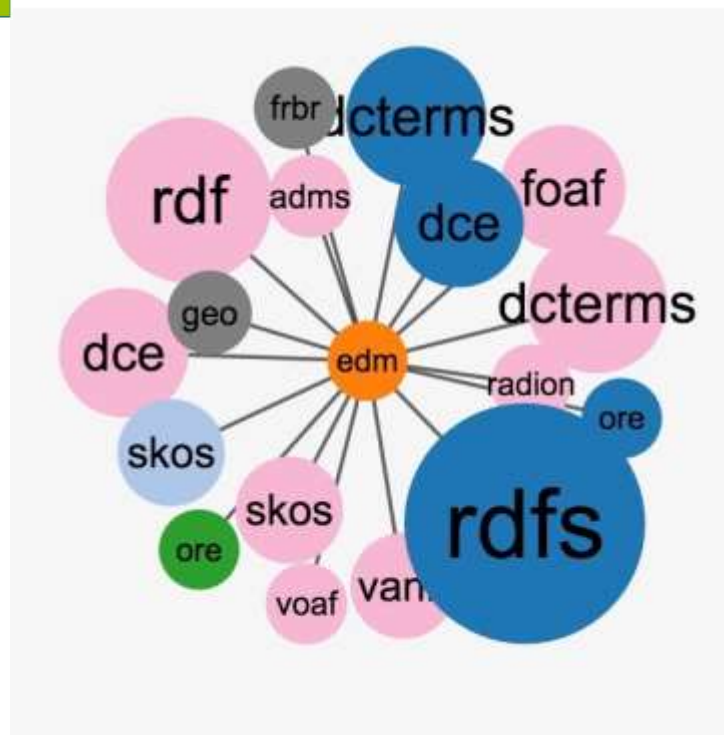 frbr
dcterms
rdf
adms
foaf
dce
dcterms
geo
dce
edm
radion
ore
skos
skos
rdfs
ore
voaf